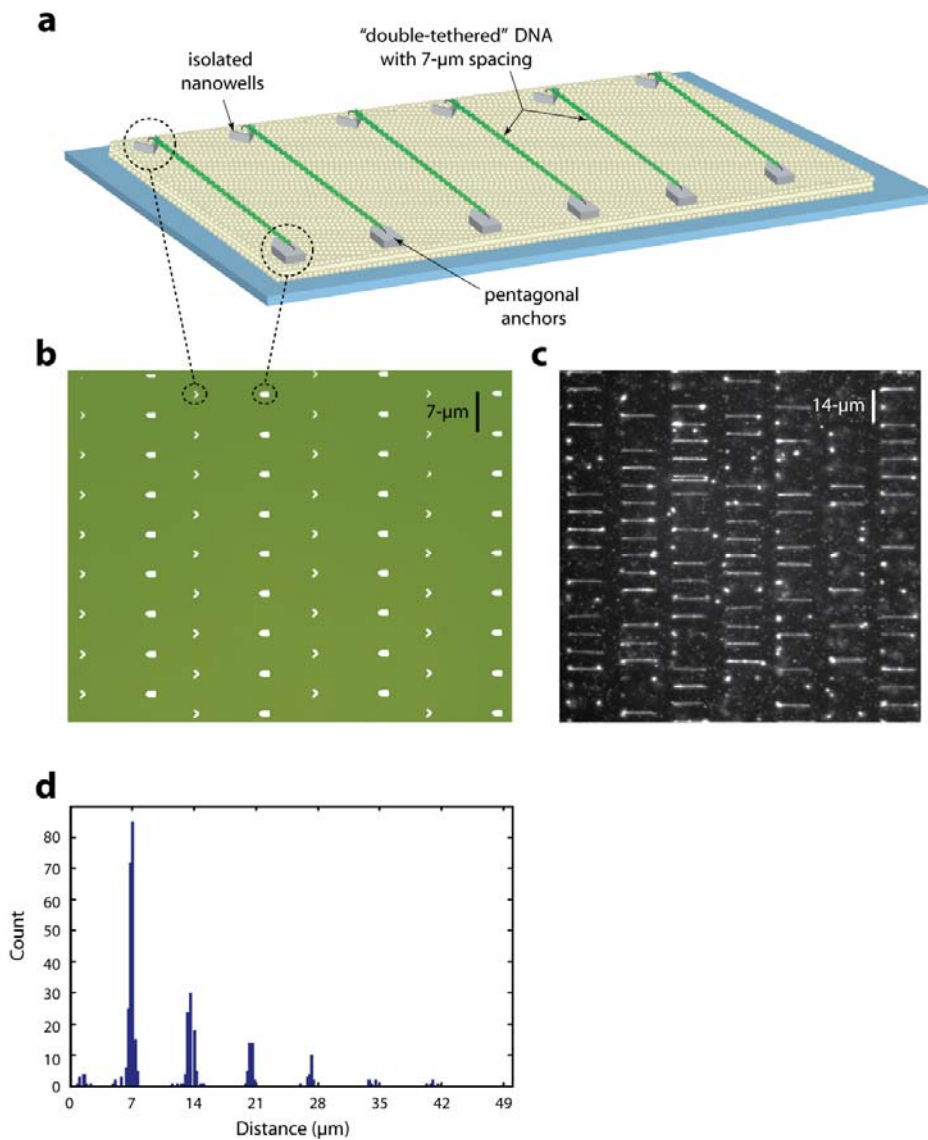 a
"double-tethered" DNA
with 7-μm spacing
isolated
nanowells
pentagonal
anchors
b
7-μm
c
14-μm
d
80
70
60
50
40
30
20
10
0
Count
0 7 14 21 28 35 42 49
Distance (μm)